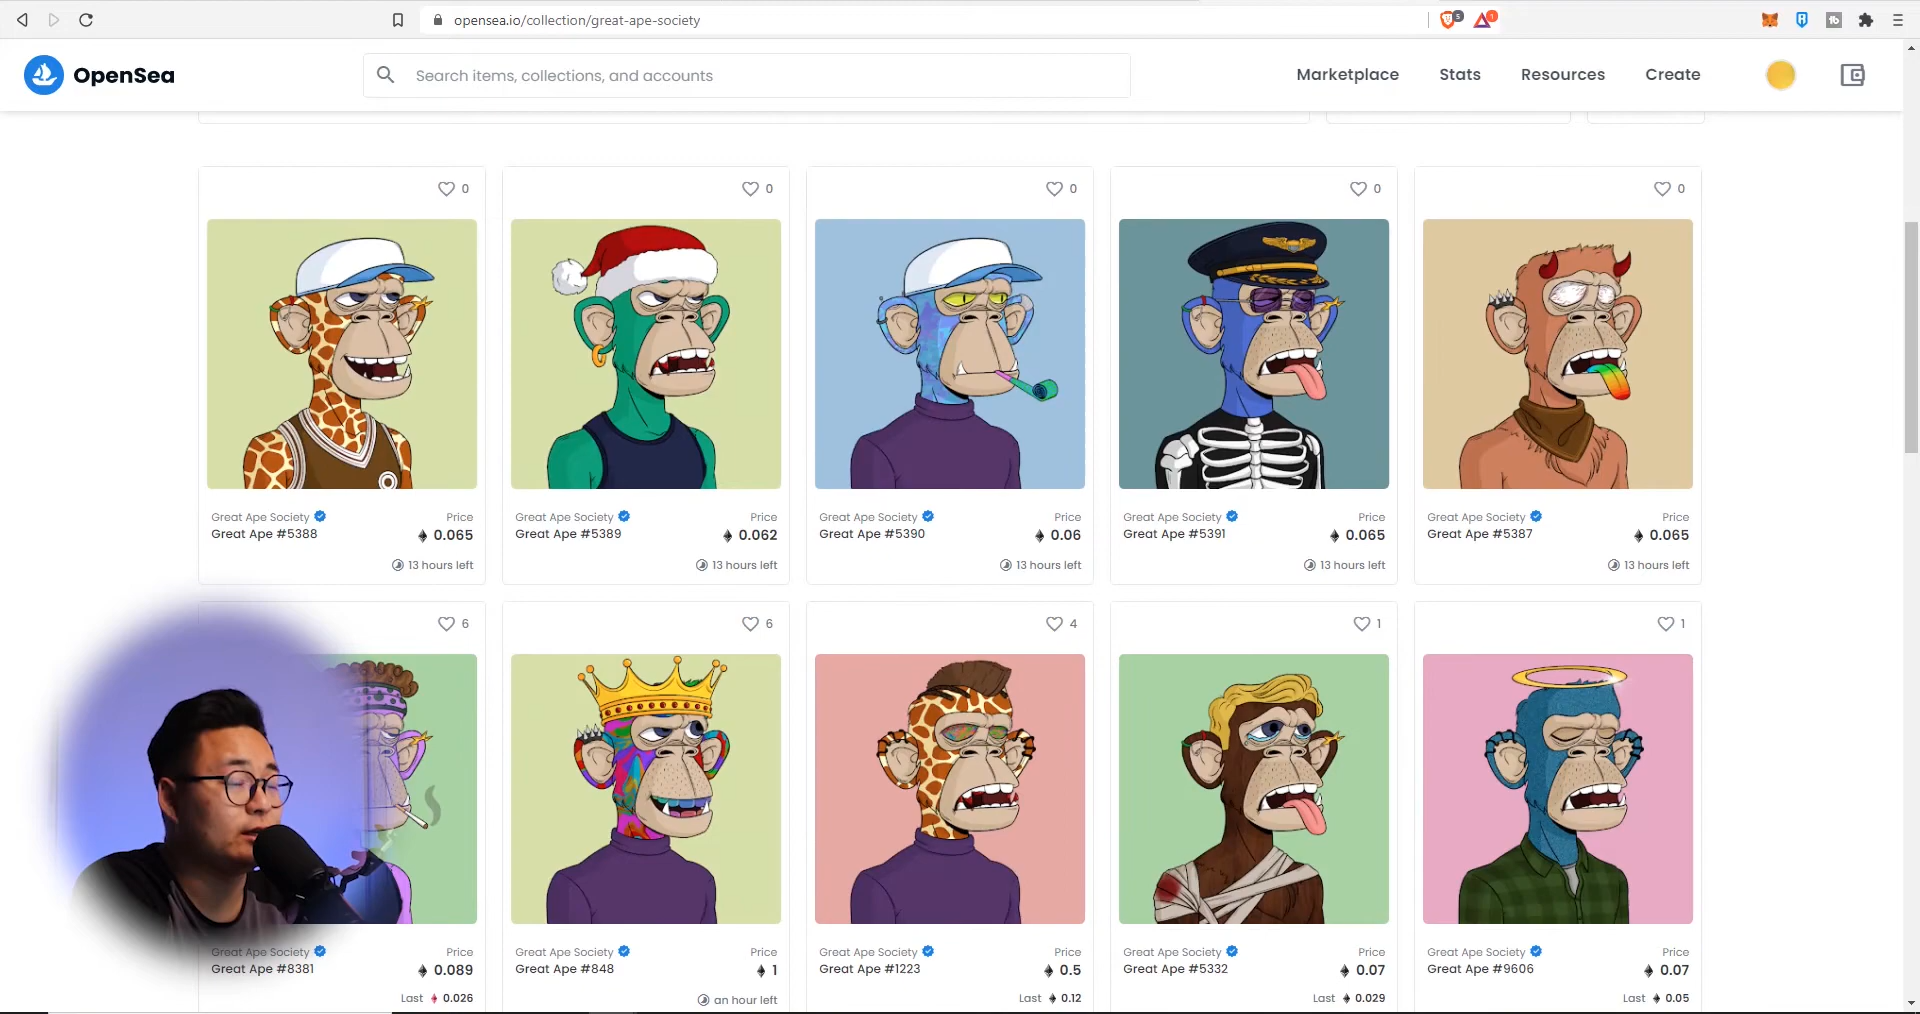 opensea.io/collection/great-ape-society
5
1
OpenSea
Search items, collections, and accounts
Marketplace
Stats
Resources
Create
0
0
0
0
0
Great Ape Society
Price
Great Ape #5388
0.065
13 hours left
Great Ape Society
Price
Great Ape #5389
0.062
13 hours left
Great Ape Society
Price
Great Ape #5390
0.06
13 hours left
Great Ape Society
Price
Great Ape #5391
0.065
13 hours left
Great Ape Society
Price
Great Ape #5387
0.065
13 hours left
6
6
4
1
1
Great Ape Society
Price
Great Ape #8381
0.089
Last 0.026
Great Ape Society
Price
Great Ape #848
1
an hour left
Great Ape Society
Price
Great Ape #1223
0.5
Last 0.12
Great Ape Society
Price
Great Ape #5332
0.07
Last 0.029
Great Ape Society
Price
Great Ape #9606
0.07
Last 0.05